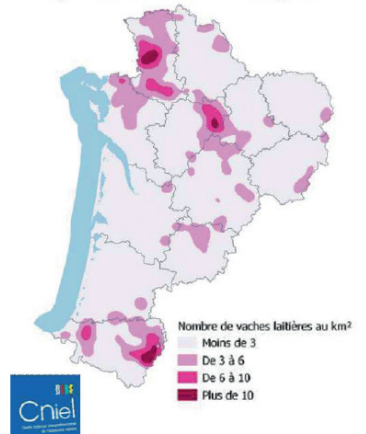 Nombre de vaches laitières au km²
Moins de 3
De 3 à 6
De 6 à 10
Plus de 10
Cniel